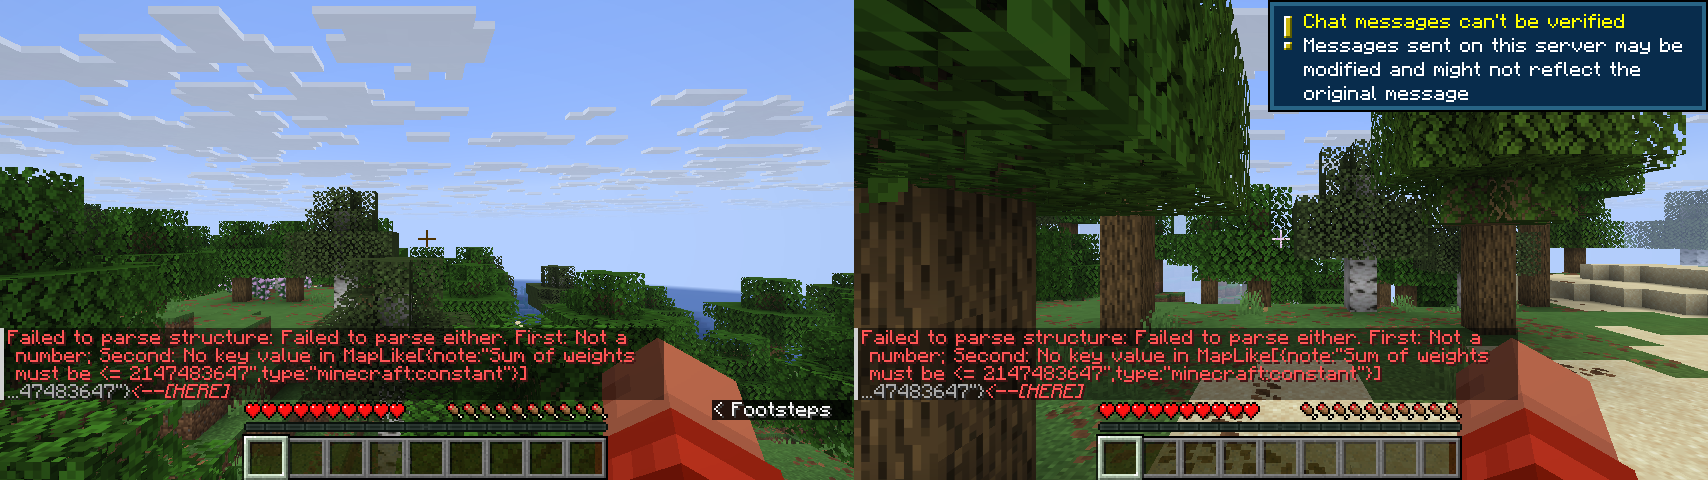 Failed to parse structure: Failed to parse either. First: Not a
number; Second: No key value in MapLike[{note:"Sum of weights
must be <= 2147483647",type:"minecraft:constant"}]
...47483647"}<--[HERE]
< Footsteps
Chat messages can't be verified
Messages sent on this server may be
modified and might not reflect the
original message
Failed to parse structure: Failed to parse either. First: Not a
number; Second: No key value in MapLike[{note:"Sum of weights
must be <= 2147483647",type:"minecraft:constant"}]
...47483647"}<--[HERE]